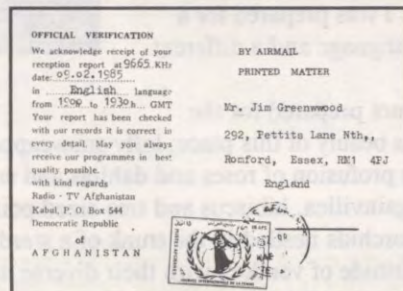 OFFICIAL VERIFICATION
We acknowledge receipt of your
reception report at 9665 KHz
date: 09.02.1985
in English language
from 1900 to 1930 h... GMT
Your report has been checked
with our records it is correct in
every detail. May you always
receive our programmes in best
quality possible.
with kind regards
Radio - TV Afghanistan
Kabul, P. O. Box 544
Democratic Republic
of
AFGHANISTAN
BY AIRMAIL
PRINTED MATTER
Mr. Jim Greenwood
292, Pettits Lane Nth,,
Romford, Essex, RM1 4PJ
England